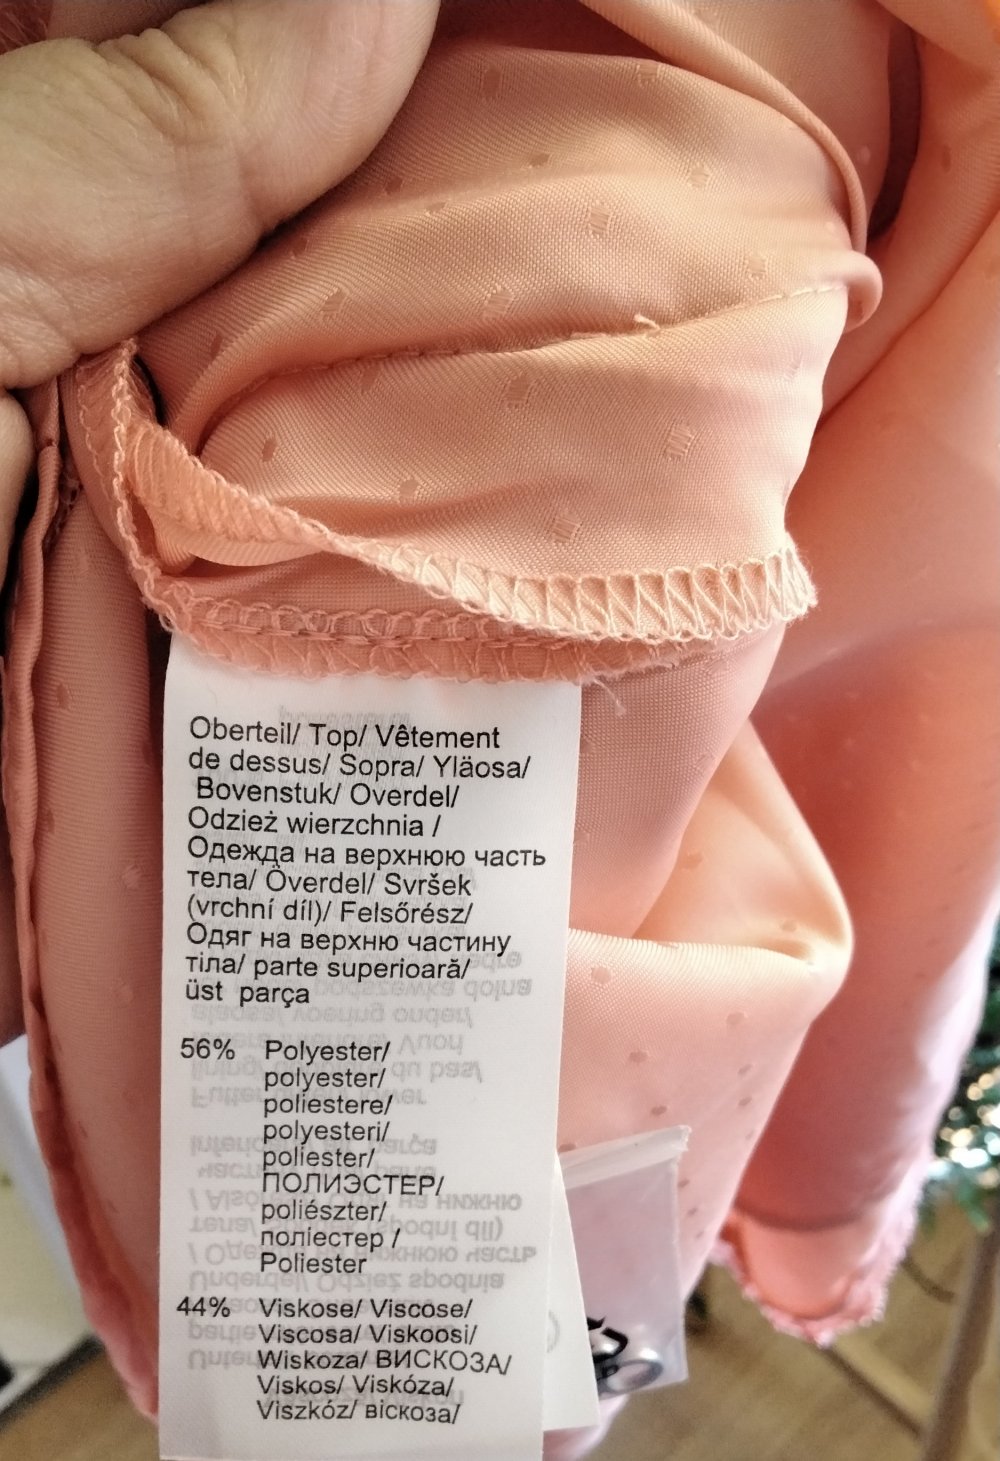 Oberteil/ Top/ Vêtement
de dessus/ Sopra/ Yläosa/
Bovenstuk/ Overdel/
Odzież wierzchnia /
Одежда на верхнюю часть
тела/ Överdel/ Svršek
(vrchní díl)/ Felsőrész/
Одяг на верхню частину
тіла/ parte superioară/
üst parça
56% Polyester/
polyester/
poliestere/
polyesteri/
poliester/
ПОЛИЭСТЕР/
poliészter/
поліестер /
Poliester
44% Viskose/ Viscose/
Viscosa/ Viskoosi/
Wiskoza/ ВИСКОЗА/
Viskos/ Viskóza/
Viszkóz/ віскоза/